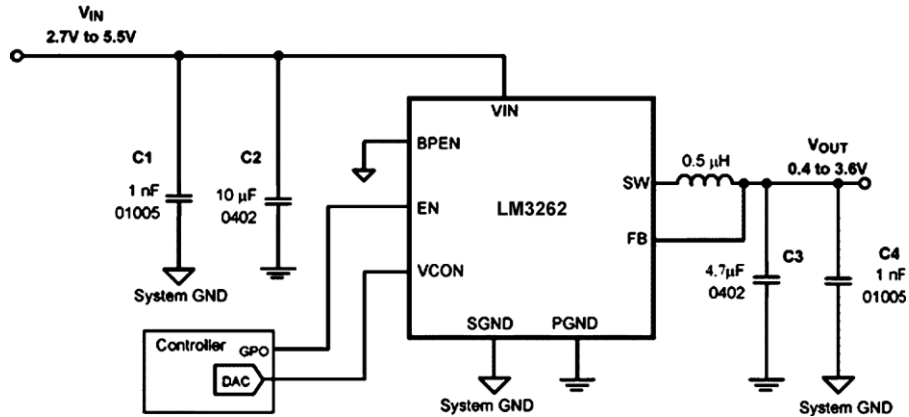 VIN
2.7V to 5.5V
C1
1 nF
01005
System GND
C2
10 µF
0402
VIN
BPEN
EN
VCON
LM3262
SW
FB
SGND
PGND
System GND
0.5 µH
VOUT
0.4 to 3.6V
C3
4.7µF
0402
C4
1 nF
01005
System GND
Controller
GPO
DAC